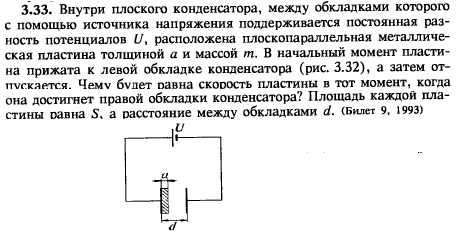 3.33. Внутри плоского конденсатора, между обкладками которого
с помощью источника напряжения поддерживается постоянная раз-
ность потенциалов U, расположена плоскопараллельная металличе-
ская пластина толщиной a и массой m. В начальный момент пласти-
на прижата к левой обкладке конденсатора (рис. 3.32), а затем от-
пускается. Чему будет равна скорость пластины в тот момент, когда
она достигнет правой обкладки конденсатора? Площадь каждой пла-
стины равна S, а расстояние между обкладками d. (Билет 9, 1993)
U
a
d